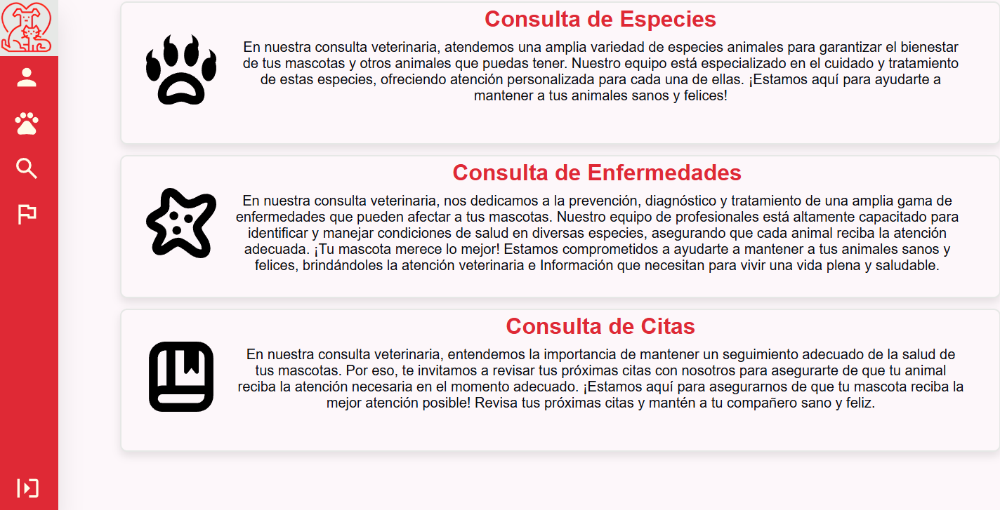 Consulta de Especies
En nuestra consulta veterinaria, atendemos una amplia variedad de especies animales para garantizar el bienestar
de tus mascotas y otros animales que puedas tener. Nuestro equipo está especializado en el cuidado y tratamiento
de estas especies, ofreciendo atención personalizada para cada una de ellas. ¡Estamos aquí para ayudarte a
mantener a tus animales sanos y felices!
Consulta de Enfermedades
En nuestra consulta veterinaria, nos dedicamos a la prevención, diagnóstico y tratamiento de una amplia gama de
enfermedades que pueden afectar a tus mascotas. Nuestro equipo de profesionales está altamente capacitado para
identificar y manejar condiciones de salud en diversas especies, asegurando que cada animal reciba la atención
adecuada. ¡Tu mascota merece lo mejor! Estamos comprometidos a ayudarte a mantener a tus animales sanos y
felices, brindándoles la atención veterinaria e Información que necesitan para vivir una vida plena y saludable.
Consulta de Citas
En nuestra consulta veterinaria, entendemos la importancia de mantener un seguimiento adecuado de la salud de
tus mascotas. Por eso, te invitamos a revisar tus próximas citas con nosotros para asegurarte de que tu animal
reciba la atención necesaria en el momento adecuado. ¡Estamos aquí para asegurarnos de que tu mascota reciba la
mejor atención posible! Revisa tus próximas citas y mantén a tu compañero sano y feliz.